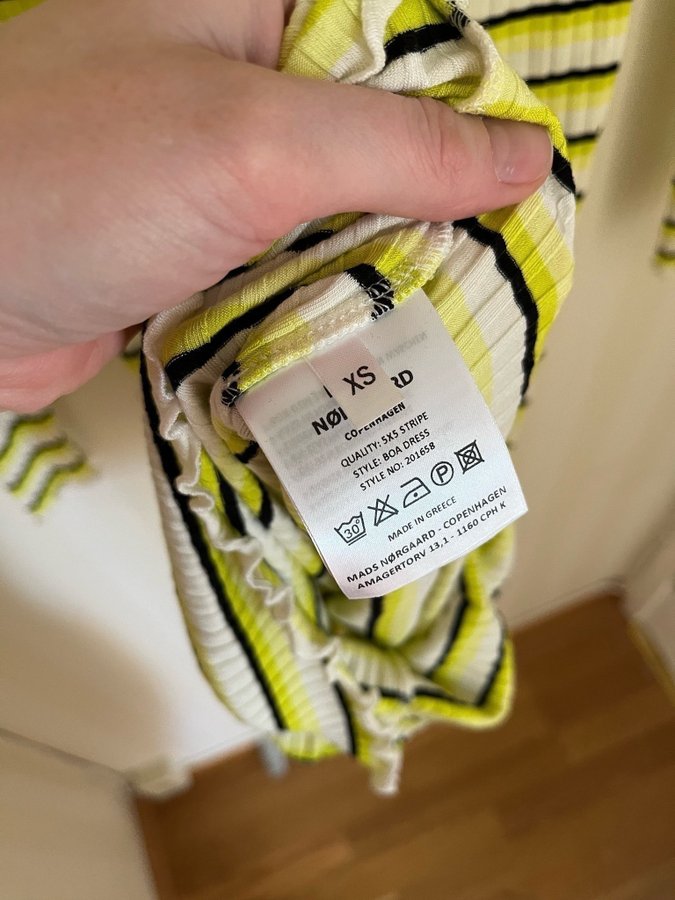 XS
COPENHAGEN
QUALITY: 5X5 STRIPE
STYLE: BOA DRESS
STYLE NO: 201658
30°
P
MADE IN GREECE
MADS NØRGAARD - COPENHAGEN
AMAGERTORV 13,1 - 1160 CPH K